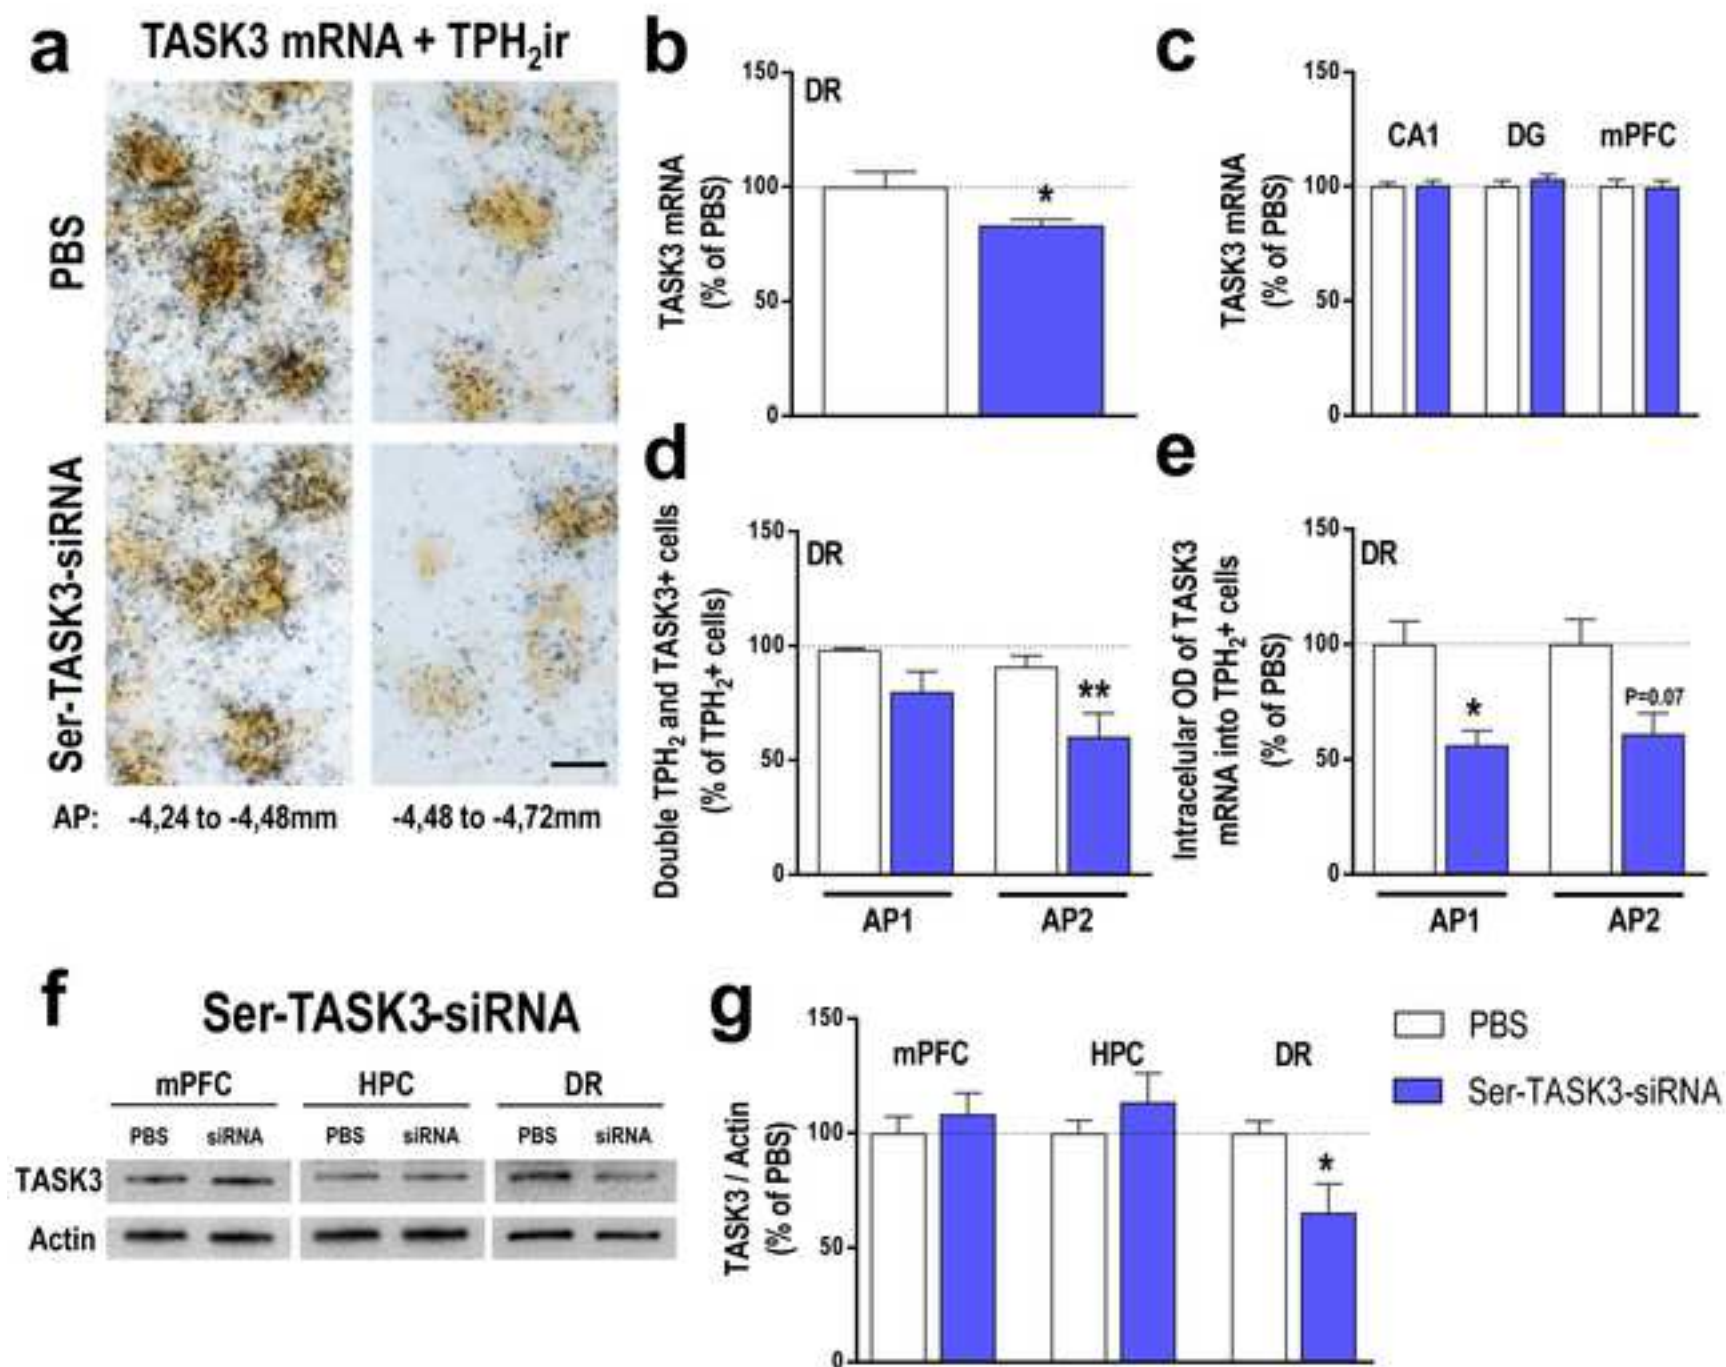 a
TASK3 mRNA + TPH₂ir
PBS
Ser-TASK3-siRNA
AP: -4,24 to -4,48mm -4,48 to -4,72mm
b
TASK3 mRNA
(% of PBS)
150
100
50
0
DR
*
c
TASK3 mRNA
(% of PBS)
150
100
50
0
CA1 DG mPFC
d
Double TPH₂ and TASK3+ cells
(% of TPH₂+ cells)
150
100
50
0
DR
**
AP1 AP2
e
Intracelular OD of TASK3
mRNA into TPH₂+ cells
(% of PBS)
150
100
50
0
DR
*
P=0.07
AP1 AP2
f
Ser-TASK3-siRNA
mPFC HPC DR
PBS siRNA PBS siRNA PBS siRNA
TASK3
Actin
g
TASK3 / Actin
(% of PBS)
150
100
50
0
mPFC HPC DR
*
PBS
Ser-TASK3-siRNA